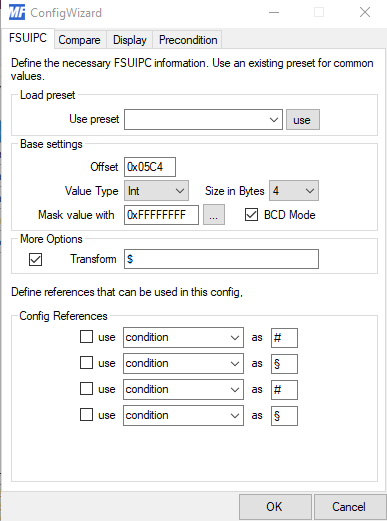 MF ConfigWizard
FSUIPC Compare Display Precondition
Define the necessary FSUIPC information. Use an existing preset for common
values.
Load preset
Use preset use
Base settings
Offset 0x05C4
Value Type Int Size in Bytes 4
Mask value with 0xFFFFFFFF ... BCD Mode
More Options
Transform $
Define references that can be used in this config,
Config References
use condition as #
use condition as §
use condition as #
use condition as §
OK Cancel